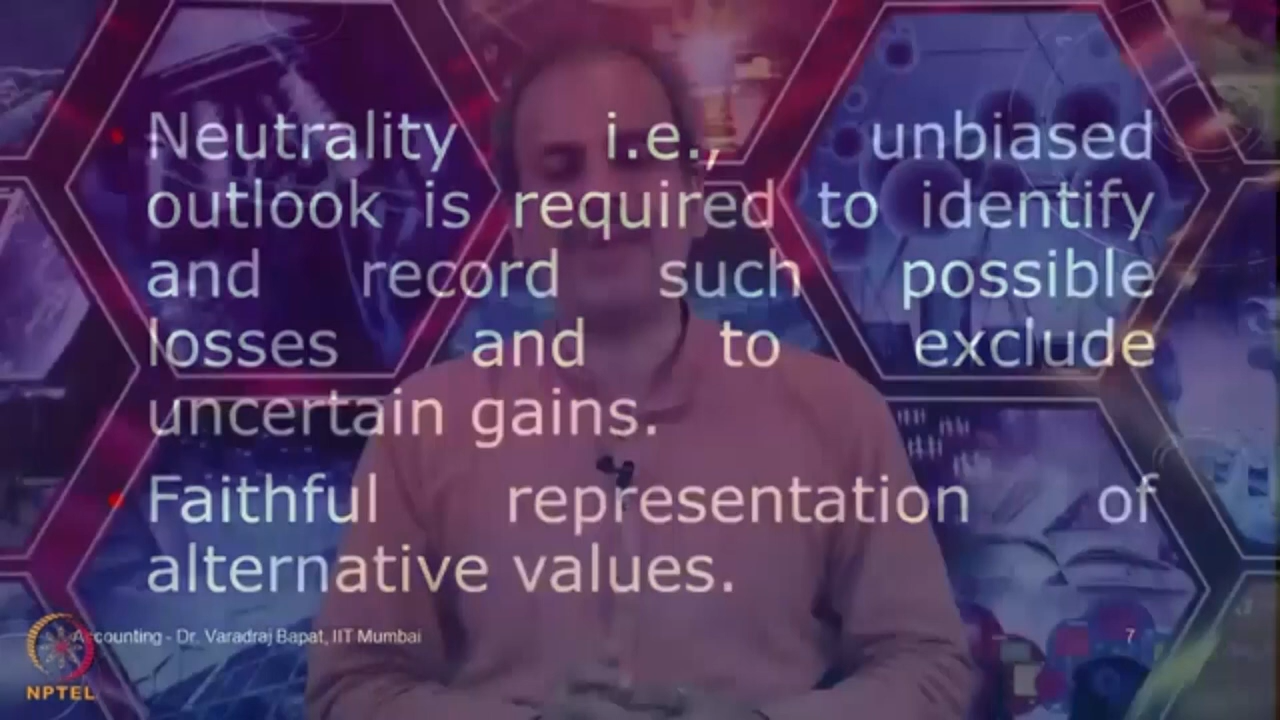 Neutrality i.e., unbiased
outlook is required to identify
and record such possible
losses and to exclude
uncertain gains.
Faithful representation of
alternative values.
Accounting - Dr. Varadraj Bapat, IIT Mumbai
7
NPTEL